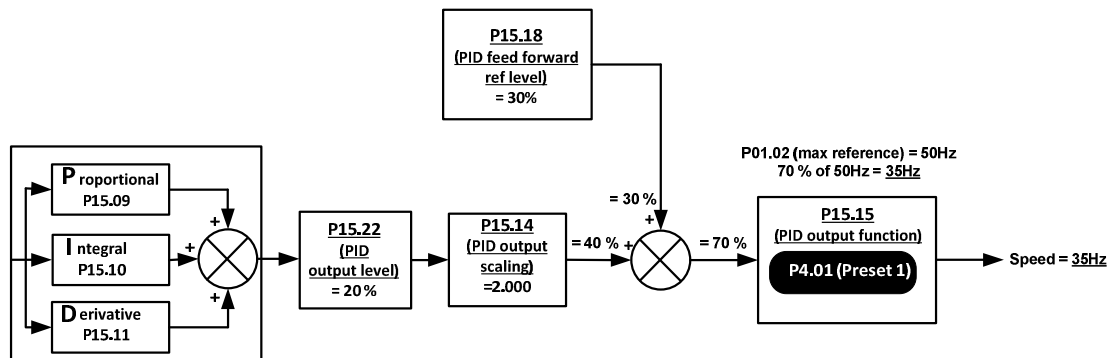 P15.18
(PID feed forward
ref level)
= 30%
P01.02 (max reference) = 50Hz
70 % of 50Hz = 35Hz
Proportional
P15.09
+
Integral
P15.10
+
Derivative
P15.11
+
P15.22
(PID
output level)
= 20 %
P15.14
(PID output
scaling)
=2.000
= 40 %
+
= 30 %
+
= 70 %
P15.15
(PID output function)
P4.01 (Preset 1)
Speed = 35Hz